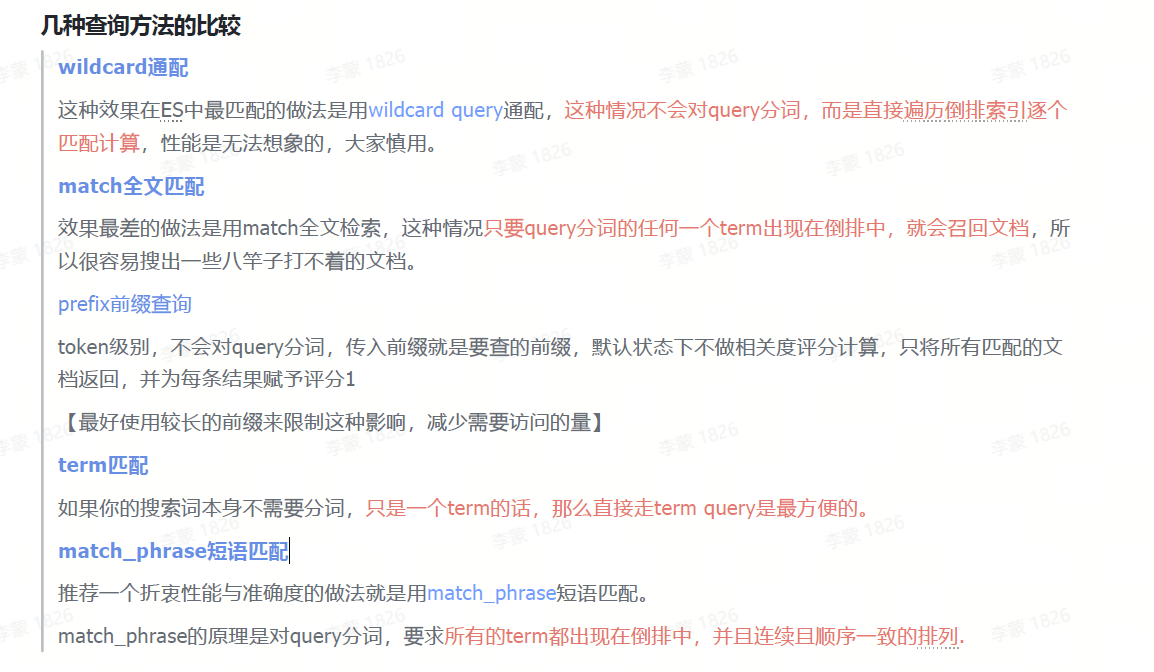 几种查询方法的比较
wildcard通配
这种效果在ES中最匹配的做法是用wildcard query通配，这种情况不会对query分词，而是直接遍历倒排索引逐个
匹配计算，性能是无法想象的，大家慎用。
match全文匹配
效果最差的做法是用match全文检索，这种情况只要query分词的任何一个term出现在倒排中，就会召回文档，所
以很容易搜出一些八竿子打不着的文档。
prefix前缀查询
token级别，不会对query分词，传入前缀就是要查的前缀，默认状态下不做相关度评分计算，只将所有匹配的文
档返回，并为每条结果赋予评分1
【最好使用较长的前缀来限制这种影响，减少需要访问的量】
term匹配
如果你的搜索词本身不需要分词，只是一个term的话，那么直接走term query是最方便的。
match_phrase短语匹配
推荐一个折衷性能与准确度的做法就是用match_phrase短语匹配。
match_phrase的原理是对query分词，要求所有的term都出现在倒排中，并且连续且顺序一致的排列.
李蒙 1826